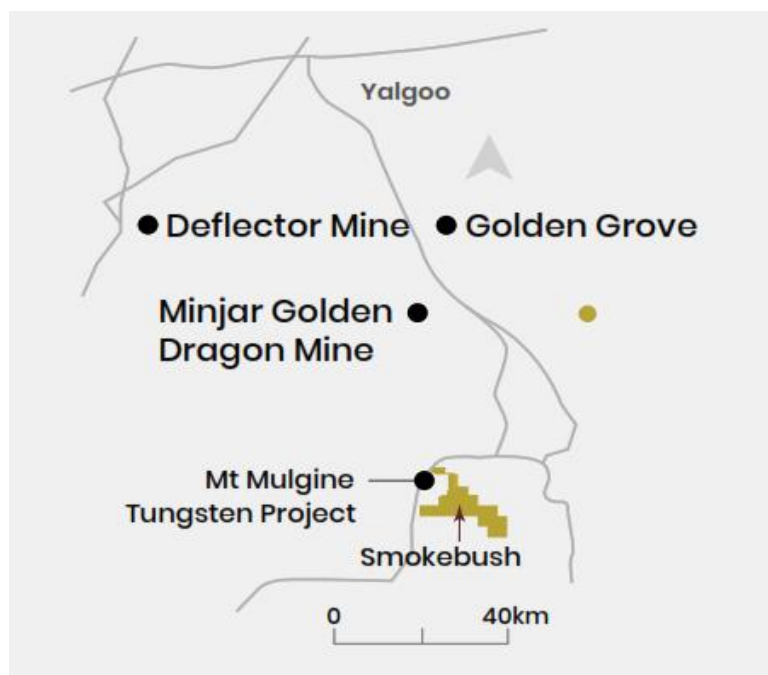 Yalgoo
Deflector Mine
Golden Grove
Minjar Golden
Dragon Mine
Mt Mulgine
Tungsten Project
Smokebush
0
40km